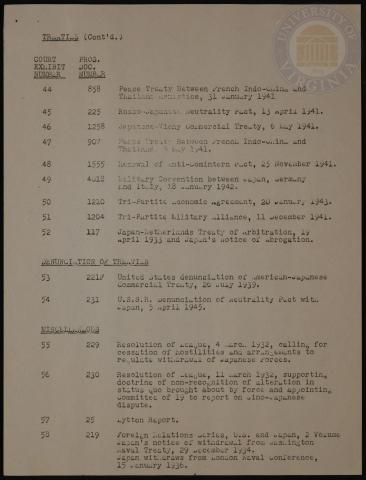 TREATIES (Cont'd.)
COURT PROS.
EXHIBIT DOC.
NUMBER NUMBER
44 858 Peace Treaty Between French Indo-China and
Thailand 31 January 1941
45 225 Russo-Japanese Neutrality Pact, 13 April 1941.
46 1258 Japanese-Vichy Commercial Treaty, 6 May 1941.
47 907 Peace Treaty Between French Indo-China and
Thailand, May 1941.
48 1555 Renewal of Anti-Comintern Pact, 25 November 1941.
49 Military Convention between Japan, Germany
and Italy, 18 January 1942.
50 1210 Tri-Partite Economic Agreement, 20 January 1943.
51 1204 Tri-Partite Military Alliance, 11 December 1941.
52 117 Japan-Netherlands Treaty of Arbitration, 19
April 1933 and Japan's Notice of Abrogation.
DENUNCIATION OF TREATIES
53 United States denunciation of American-Japanese
Commercial Treaty, 26 July 1939.
54 231 U.S.S.R. Denunciation of Neutrality Pact with
Japan, 5 April 1945.
MISCELLANEOUS
55 229 Resolution of League, 4 March 1932, calling for
cessation of hostilities and arrangements to
regulate withdrawal of Japanese Forces.
56 230 Resolution of League, 11 March 1932, supporting
doctrine of non-recognition of alteration in
status quo brought about by force and appointing
Committee of 19 to report on Sino-Japanese
dispute.
57 25 Lytton Report.
58 219 Foreign Relations Series, U.S. and Japan, 2 Volume
Japan's notice of withdrawal from Washington
Naval Treaty, 29 December 1934.
Japan withdraws from London Naval Conference,
15 January 1936.
UNIVERSITY OF VIRGINIA